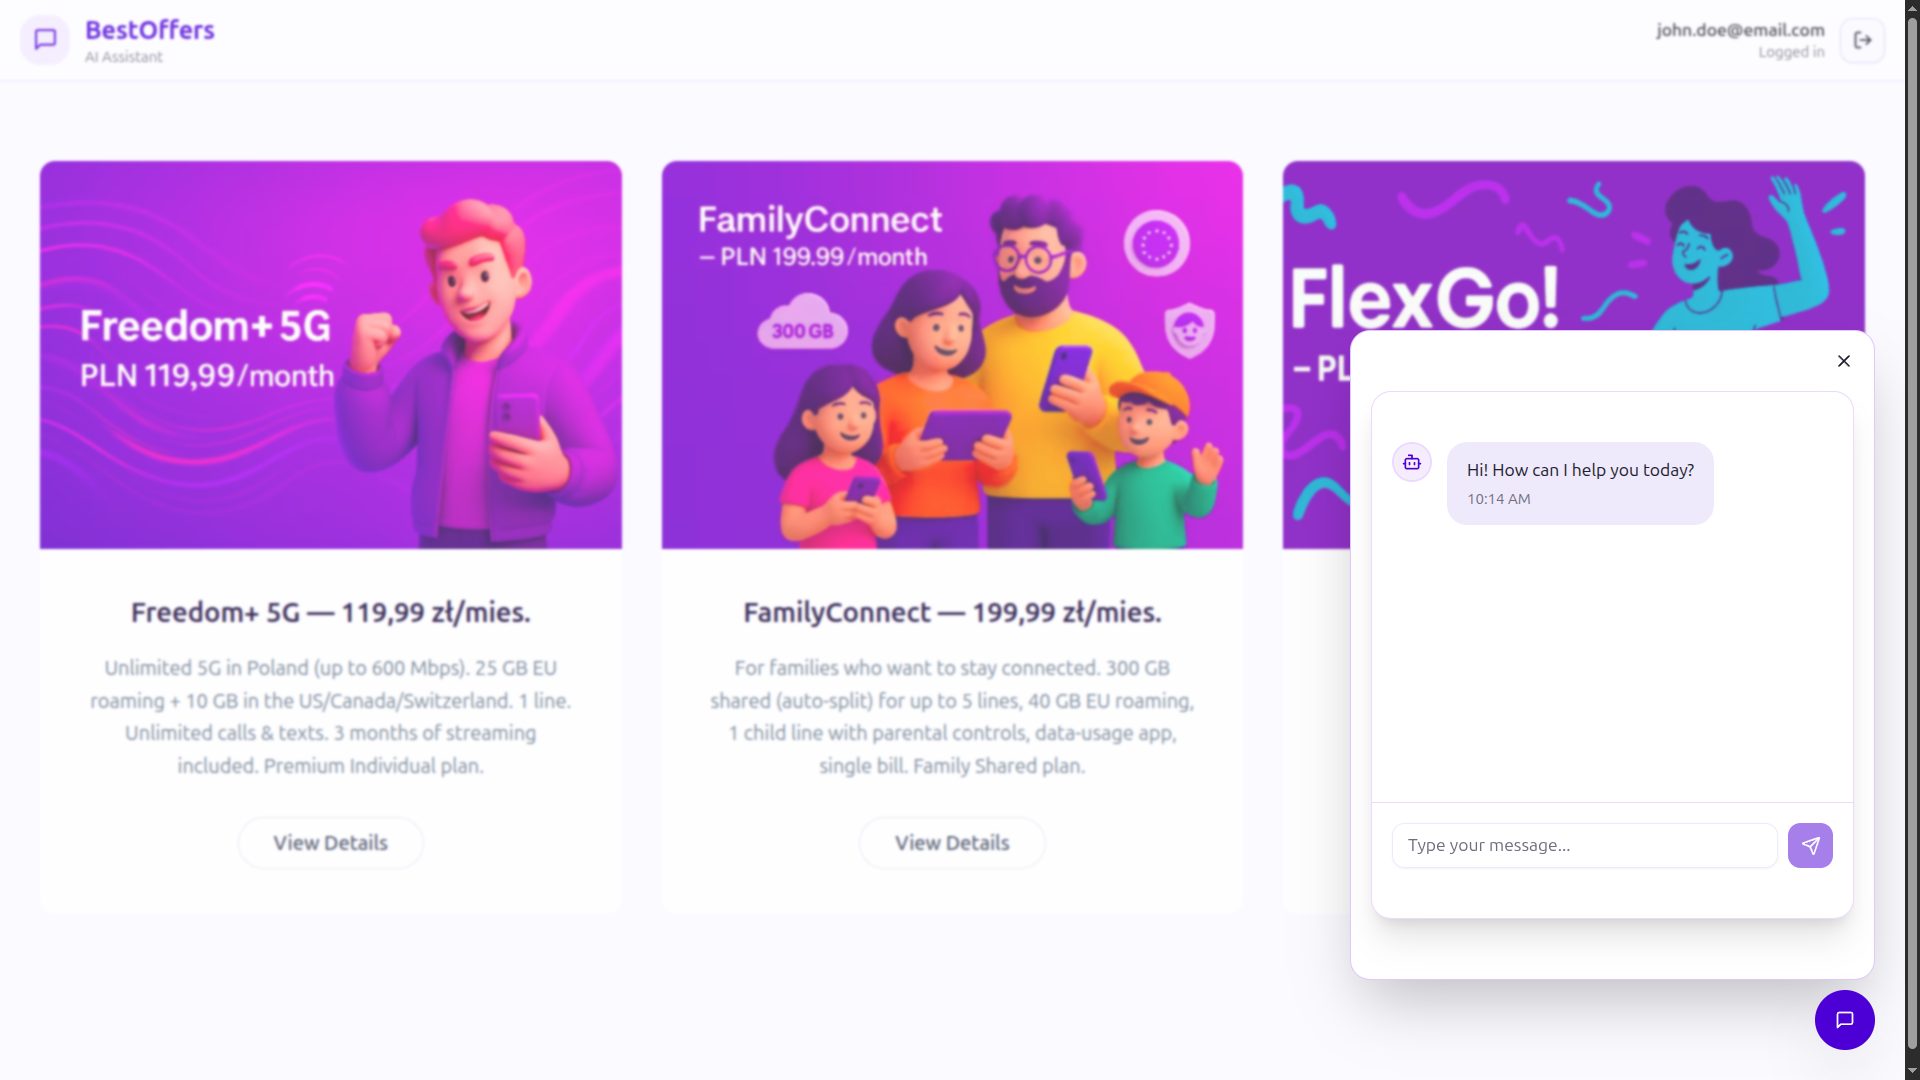 BestOffers
AI Assistant
john.doe@email.com
Logged in
Freedom+ 5G
PLN 119,99/month
Freedom+ 5G — 119,99 zł/mies.
Unlimited 5G in Poland (up to 600 Mbps). 25 GB EU
roaming + 10 GB in the US/Canada/Switzerland. 1 line.
Unlimited calls & texts. 3 months of streaming
included. Premium Individual plan.
View Details
FamilyConnect
– PLN 199.99/month
300 GB
FamilyConnect — 199,99 zł/mies.
For families who want to stay connected. 300 GB
shared (auto-split) for up to 5 lines, 40 GB EU roaming,
1 child line with parental controls, data-usage app,
single bill. Family Shared plan.
View Details
FlexGo!
– PL
Hi! How can I help you today?
10:14 AM
Type your message...